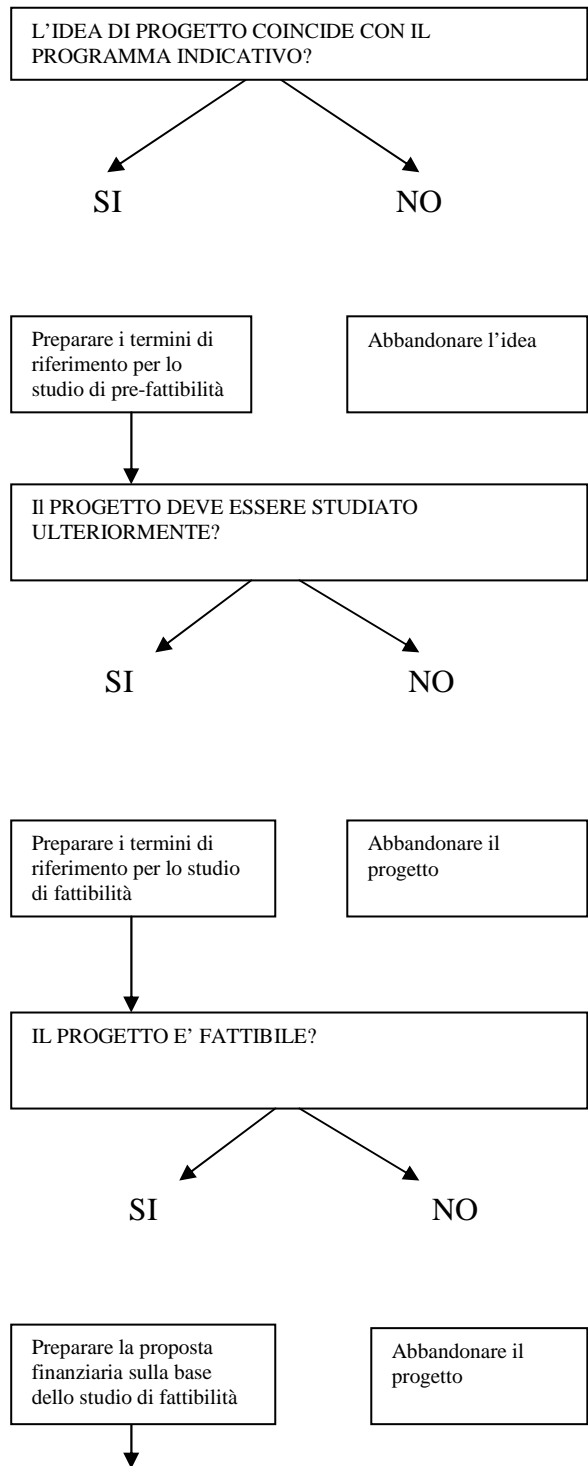 L’IDEA DI PROGETTO COINCIDE CON IL
PROGRAMMA INDICATIVO?
SI
NO
Preparare i termini di
riferimento per lo
studio di pre-fattibilità
Abbandonare l’idea
Il PROGETTO DEVE ESSERE STUDIATO
ULTERIORMENTE?
SI
NO
Preparare i termini di
riferimento per lo studio
di fattibilità
Abbandonare il
progetto
IL PROGETTO E’ FATTIBILE?
SI
NO
Preparare la proposta
finanziaria sulla base
dello studio di fattibilità
Abbandonare il
progetto